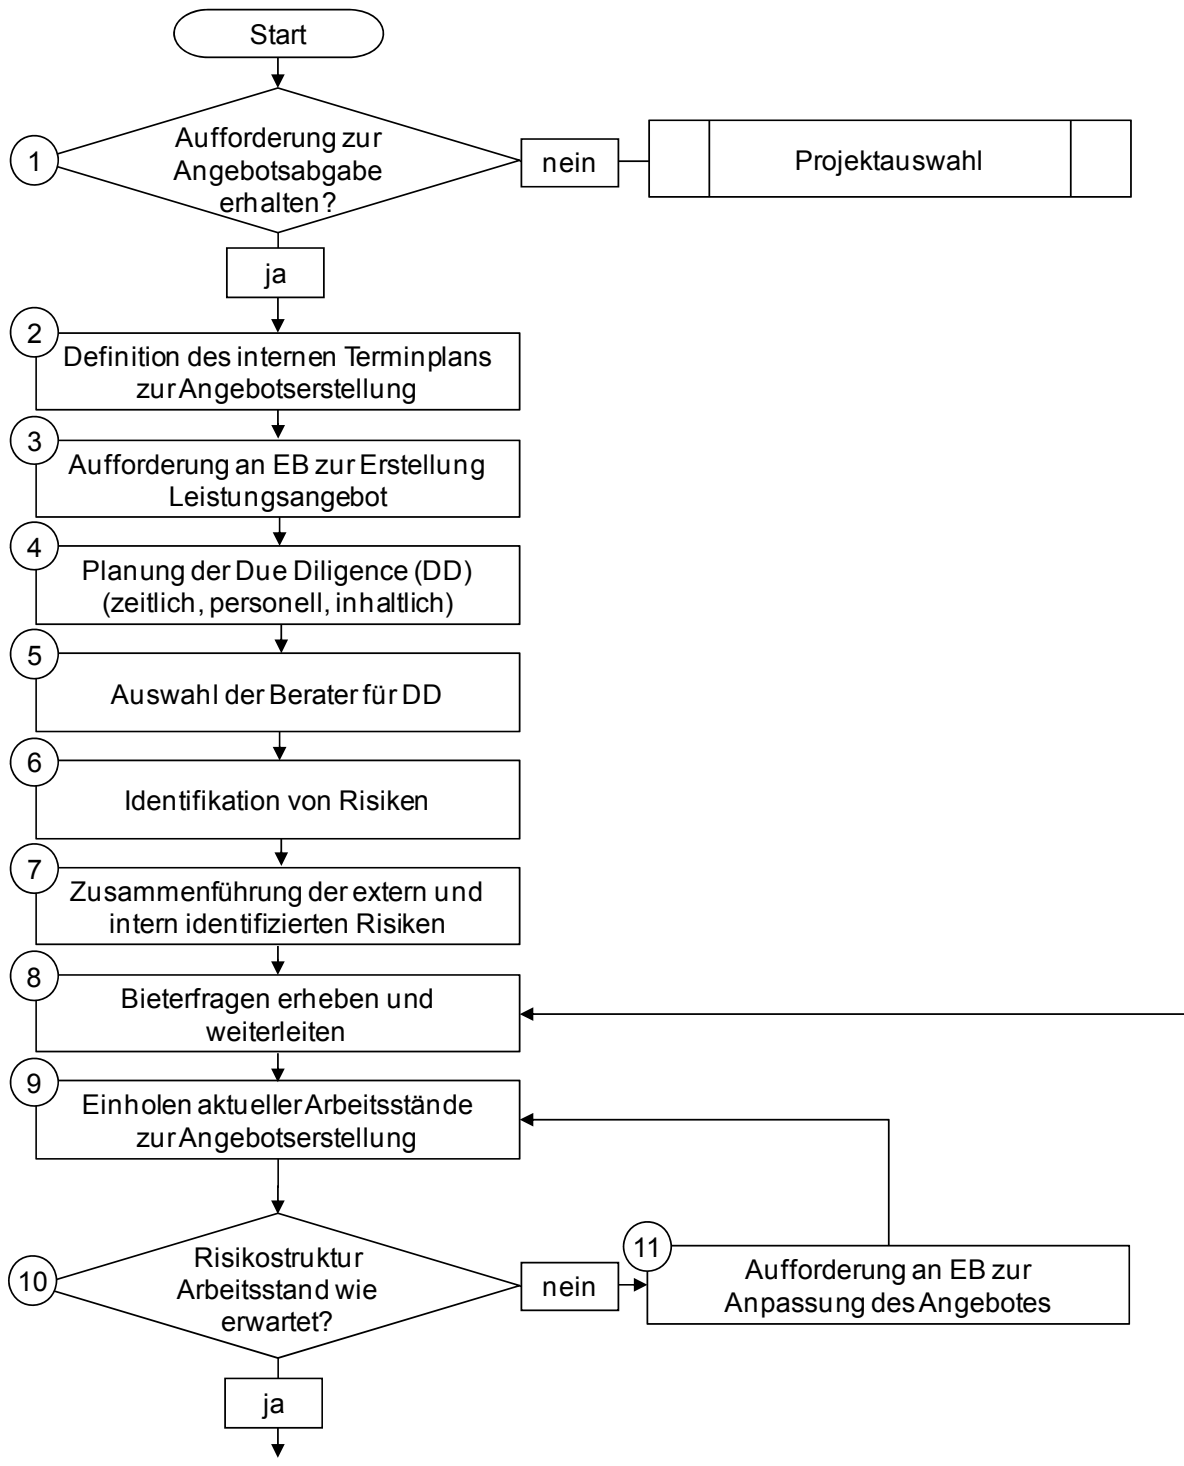 Start
1
Aufforderung zur
Angebotsabgabe
erhalten?
nein
Projektauswahl
ja
2
Definition des internen Terminplans
zur Angebotserstellung
3
Aufforderung an EB zur Erstellung
Leistungsangebot
4
Planung der Due Diligence (DD)
(zeitlich, personell, inhaltlich)
5
Auswahl der Berater für DD
6
Identifikation von Risiken
7
Zusammenführung der extern und
intern identifizierten Risiken
8
Bieterfragen erheben und
weiterleiten
9
Einholen aktueller Arbeitsstände
zur Angebotserstellung
10
Risikostruktur
Arbeitsstand wie
erwartet?
nein
11
Aufforderung an EB zur
Anpassung des Angebotes
ja